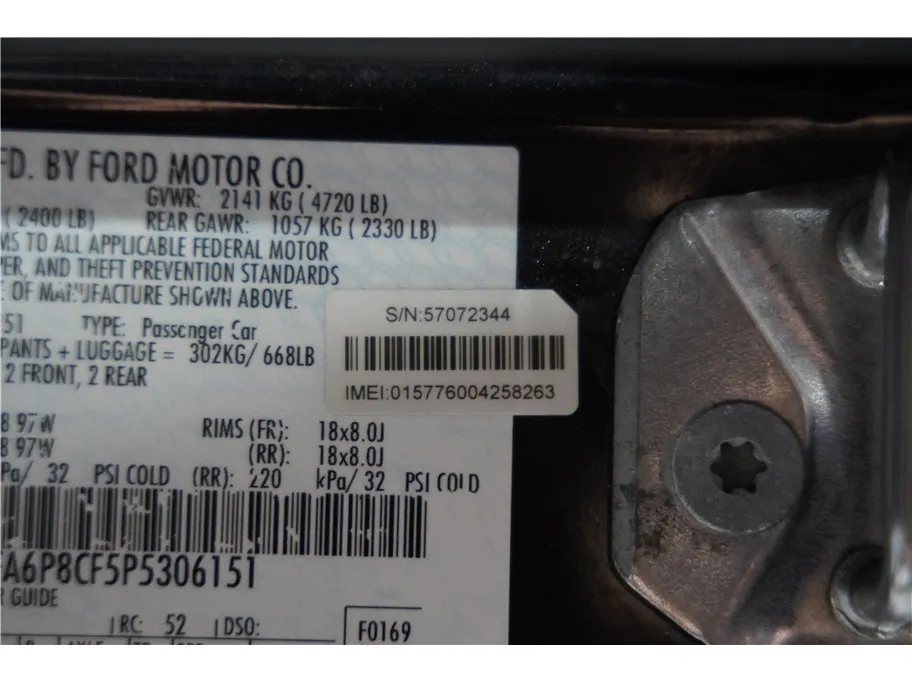 FD. BY FORD MOTOR CO.
GVWR: 2141 KG ( 4720 LB)
( 2400 LB) REAR GAWR: 1057 KG ( 2330 LB)
MS TO ALL APPLICABLE FEDERAL MOTOR
PER, AND THEFT PREVENTION STANDARDS
E OF MANUFACTURE SHOWN ABOVE.
S/N:57072344
51 TYPE: Passenger Car
PANTS + LUGGAGE = 302KG/ 668LB
2 FRONT, 2 REAR
IMEI:015776004258263
8 97W RIMS (FR): 18x8.0J
8 97W (RR): 18x8.0J
Pa/ 32 PSI COLD (RR): 220 kPa/ 32 PSI COLD
A6P8CF5P5306151
R GUIDE
RC: 52 DSO:
F0169